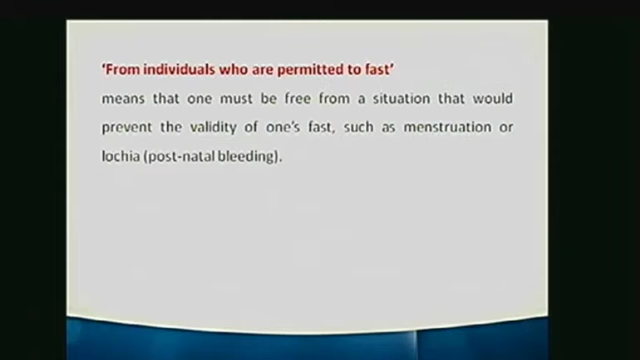 ‘From individuals who are permitted to fast’
means that one must be free from a situation that would
prevent the validity of one’s fast, such as menstruation or
lochia (post-natal bleeding).